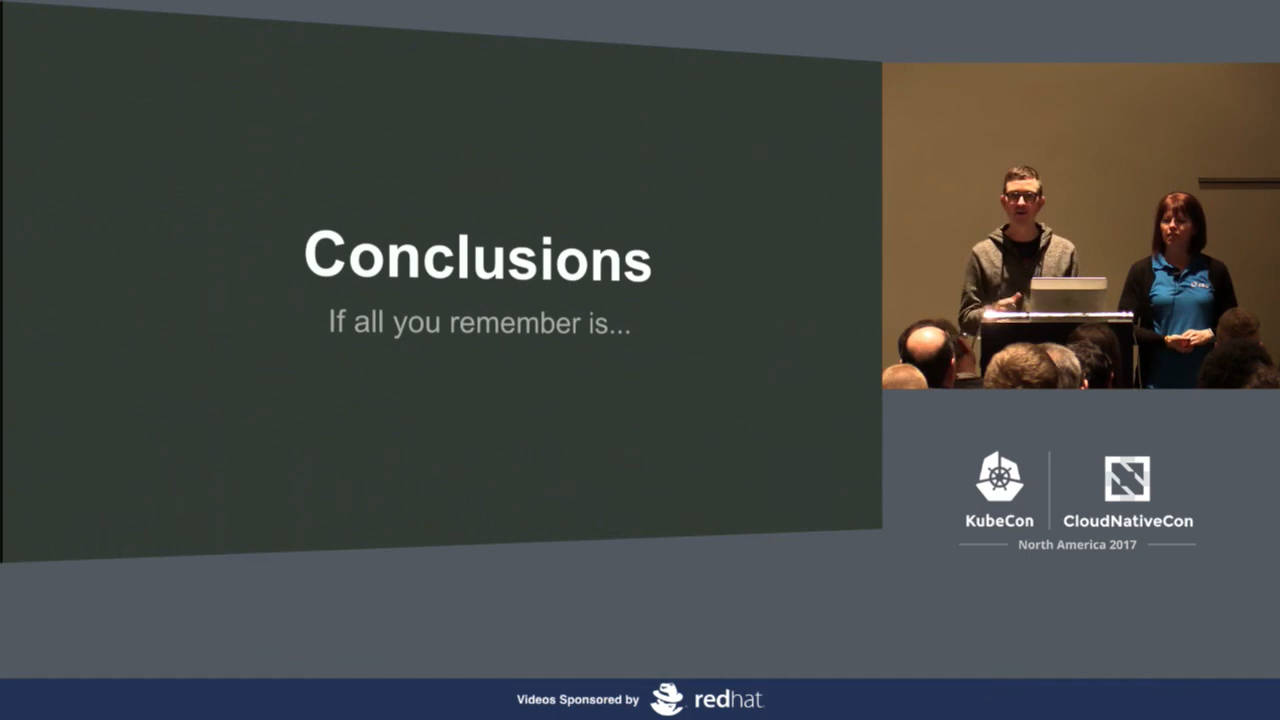 Conclusions
If all you remember is...
KubeCon
CloudNativeCon
North America 2017
Videos Sponsored by
redhat